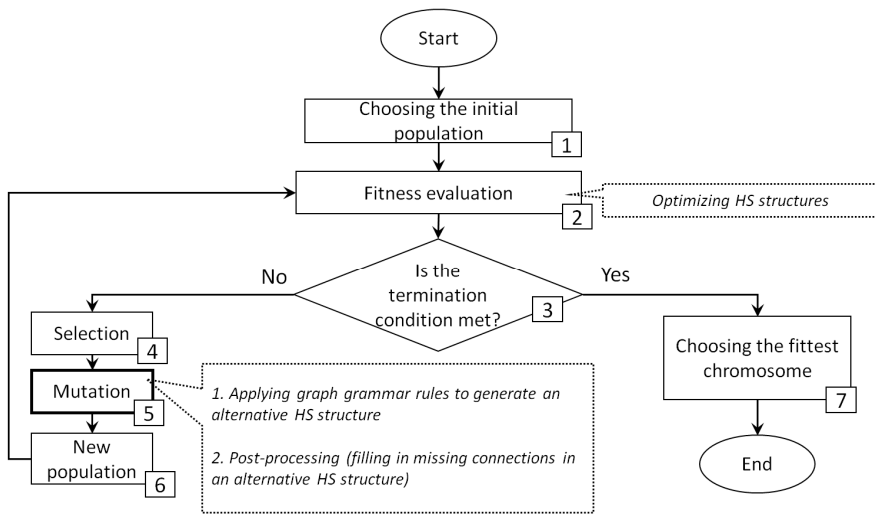 Start
Choosing the initial
population
1
Fitness evaluation
2
Optimizing HS structures
Is the
termination
condition met?
3
No
Yes
Selection
4
Mutation
5
New
population
6
1. Applying graph grammar rules to generate an
alternative HS structure
2. Post-processing (filling in missing connections in
an alternative HS structure)
Choosing the fittest
chromosome
7
End